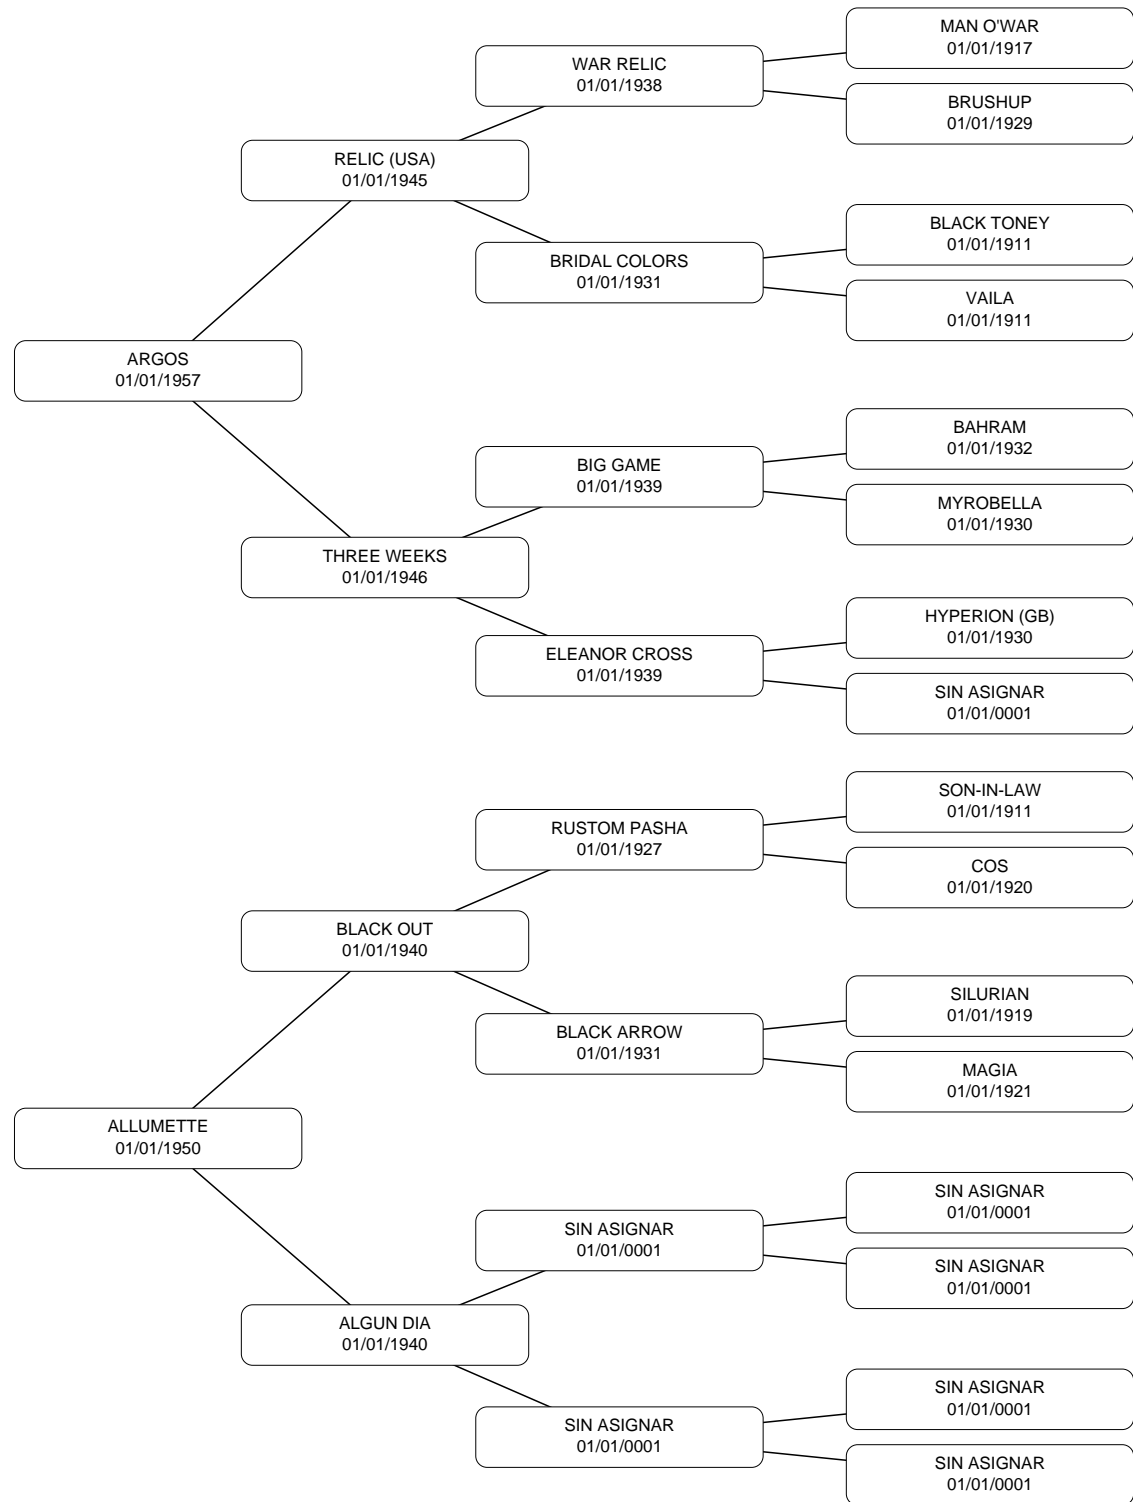 MAN O'WAR
01/01/1917
WAR RELIC
01/01/1938
BRUSHUP
01/01/1929
RELIC (USA)
01/01/1945
BLACK TONEY
01/01/1911
BRIDAL COLORS
01/01/1931
VAILA
01/01/1911
ARGOS
01/01/1957
BAHRAM
01/01/1932
BIG GAME
01/01/1939
MYROBELLA
01/01/1930
THREE WEEKS
01/01/1946
HYPERION (GB)
01/01/1930
ELEANOR CROSS
01/01/1939
SIN ASIGNAR
01/01/0001
SON-IN-LAW
01/01/1911
RUSTOM PASHA
01/01/1927
COS
01/01/1920
BLACK OUT
01/01/1940
SILURIAN
01/01/1919
BLACK ARROW
01/01/1931
MAGIA
01/01/1921
ALLUMETTE
01/01/1950
SIN ASIGNAR
01/01/0001
SIN ASIGNAR
01/01/0001
SIN ASIGNAR
01/01/0001
ALGUN DIA
01/01/1940
SIN ASIGNAR
01/01/0001
SIN ASIGNAR
01/01/0001
SIN ASIGNAR
01/01/0001